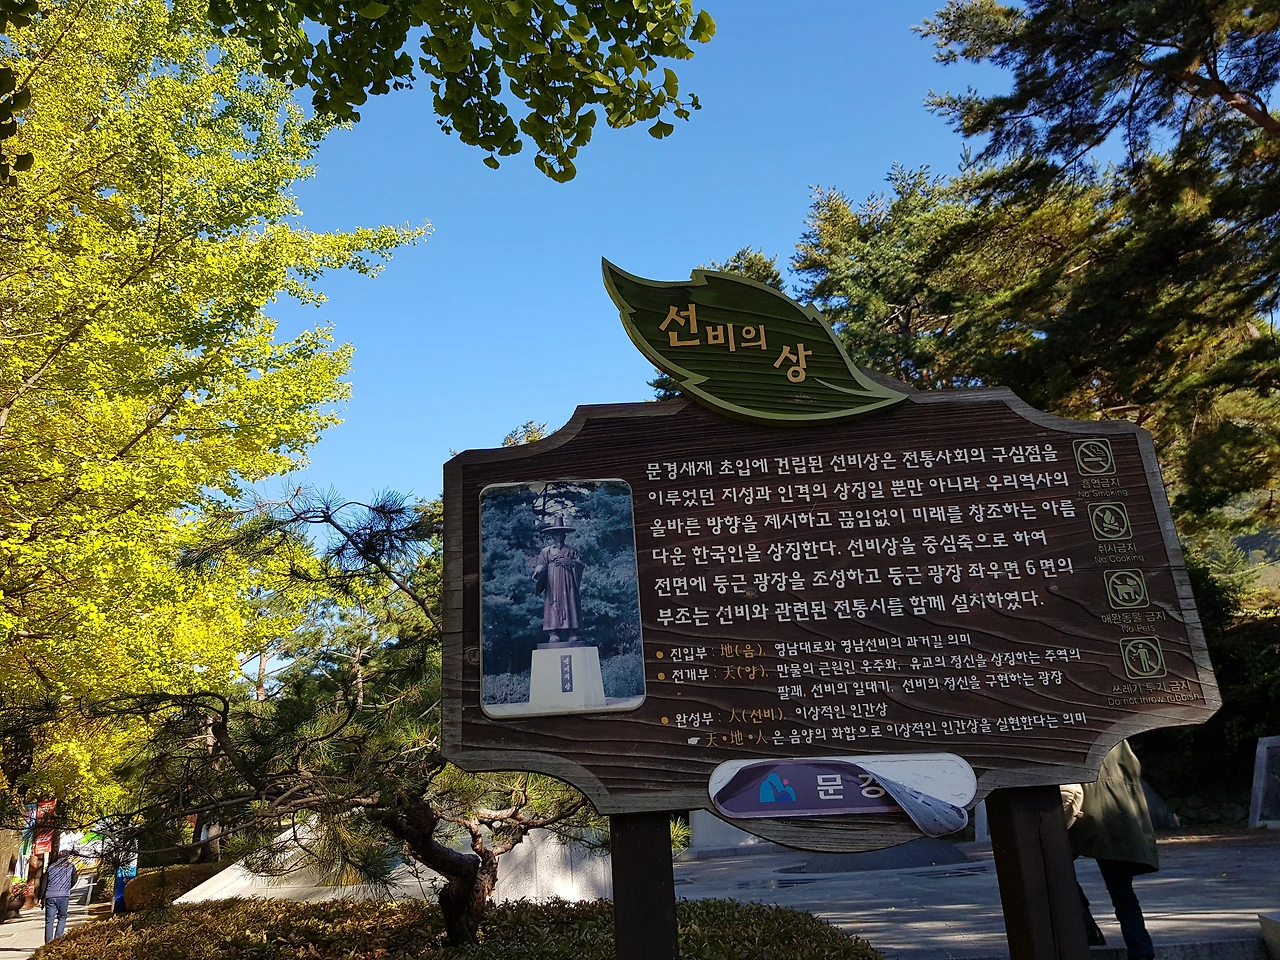 선비의 상
문경새재 초입에 건립된 선비상은 전통사회의 구심점을
이루었던 지성과 인격의 상징일 뿐만 아니라 우리역사의
올바른 방향을 제시하고 끊임없이 미래를 창조하는 아름
다운 한국인을 상징한다. 선비상을 중심축으로 하여
전면에 둥근 광장을 조성하고 둥근 광장 좌우면 6면의
부조는 선비와 관련된 전통시를 함께 설치하였다.
• 진입부 : 地(음). 영남대로와 영남선비의 과거길 의미
• 전개부 : 天(양). 만물의 근원인 우주와, 유교의 정신을 상징하는 주역의
팔괘, 선비의 일대기, 선비의 정신을 구현하는 광장
• 완성부 : 人(선비). 이상적인 인간상
☞ 天•地•人은 음양의 화합으로 이상적인 인간상을 실현한다는 의미
흡연금지
No Smoking
취사금지
No Cooking
애완동물 금지
No Pets
쓰레기 투기 금지
Do not throw rubbish
선비의상
문경